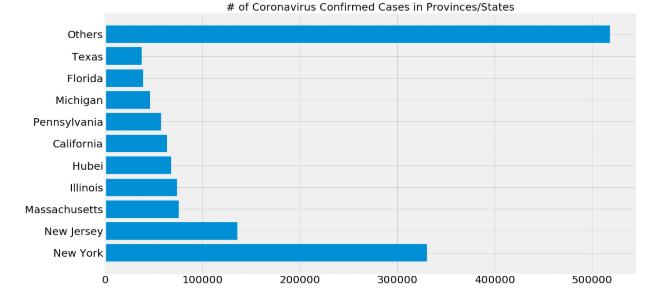 # of Coronavirus Confirmed Cases in Provinces/States
Others
Texas
Florida
Michigan
Pennsylvania
California
Hubei
Illinois
Massachusetts
New Jersey
New York
0 100000 200000 300000 400000 500000